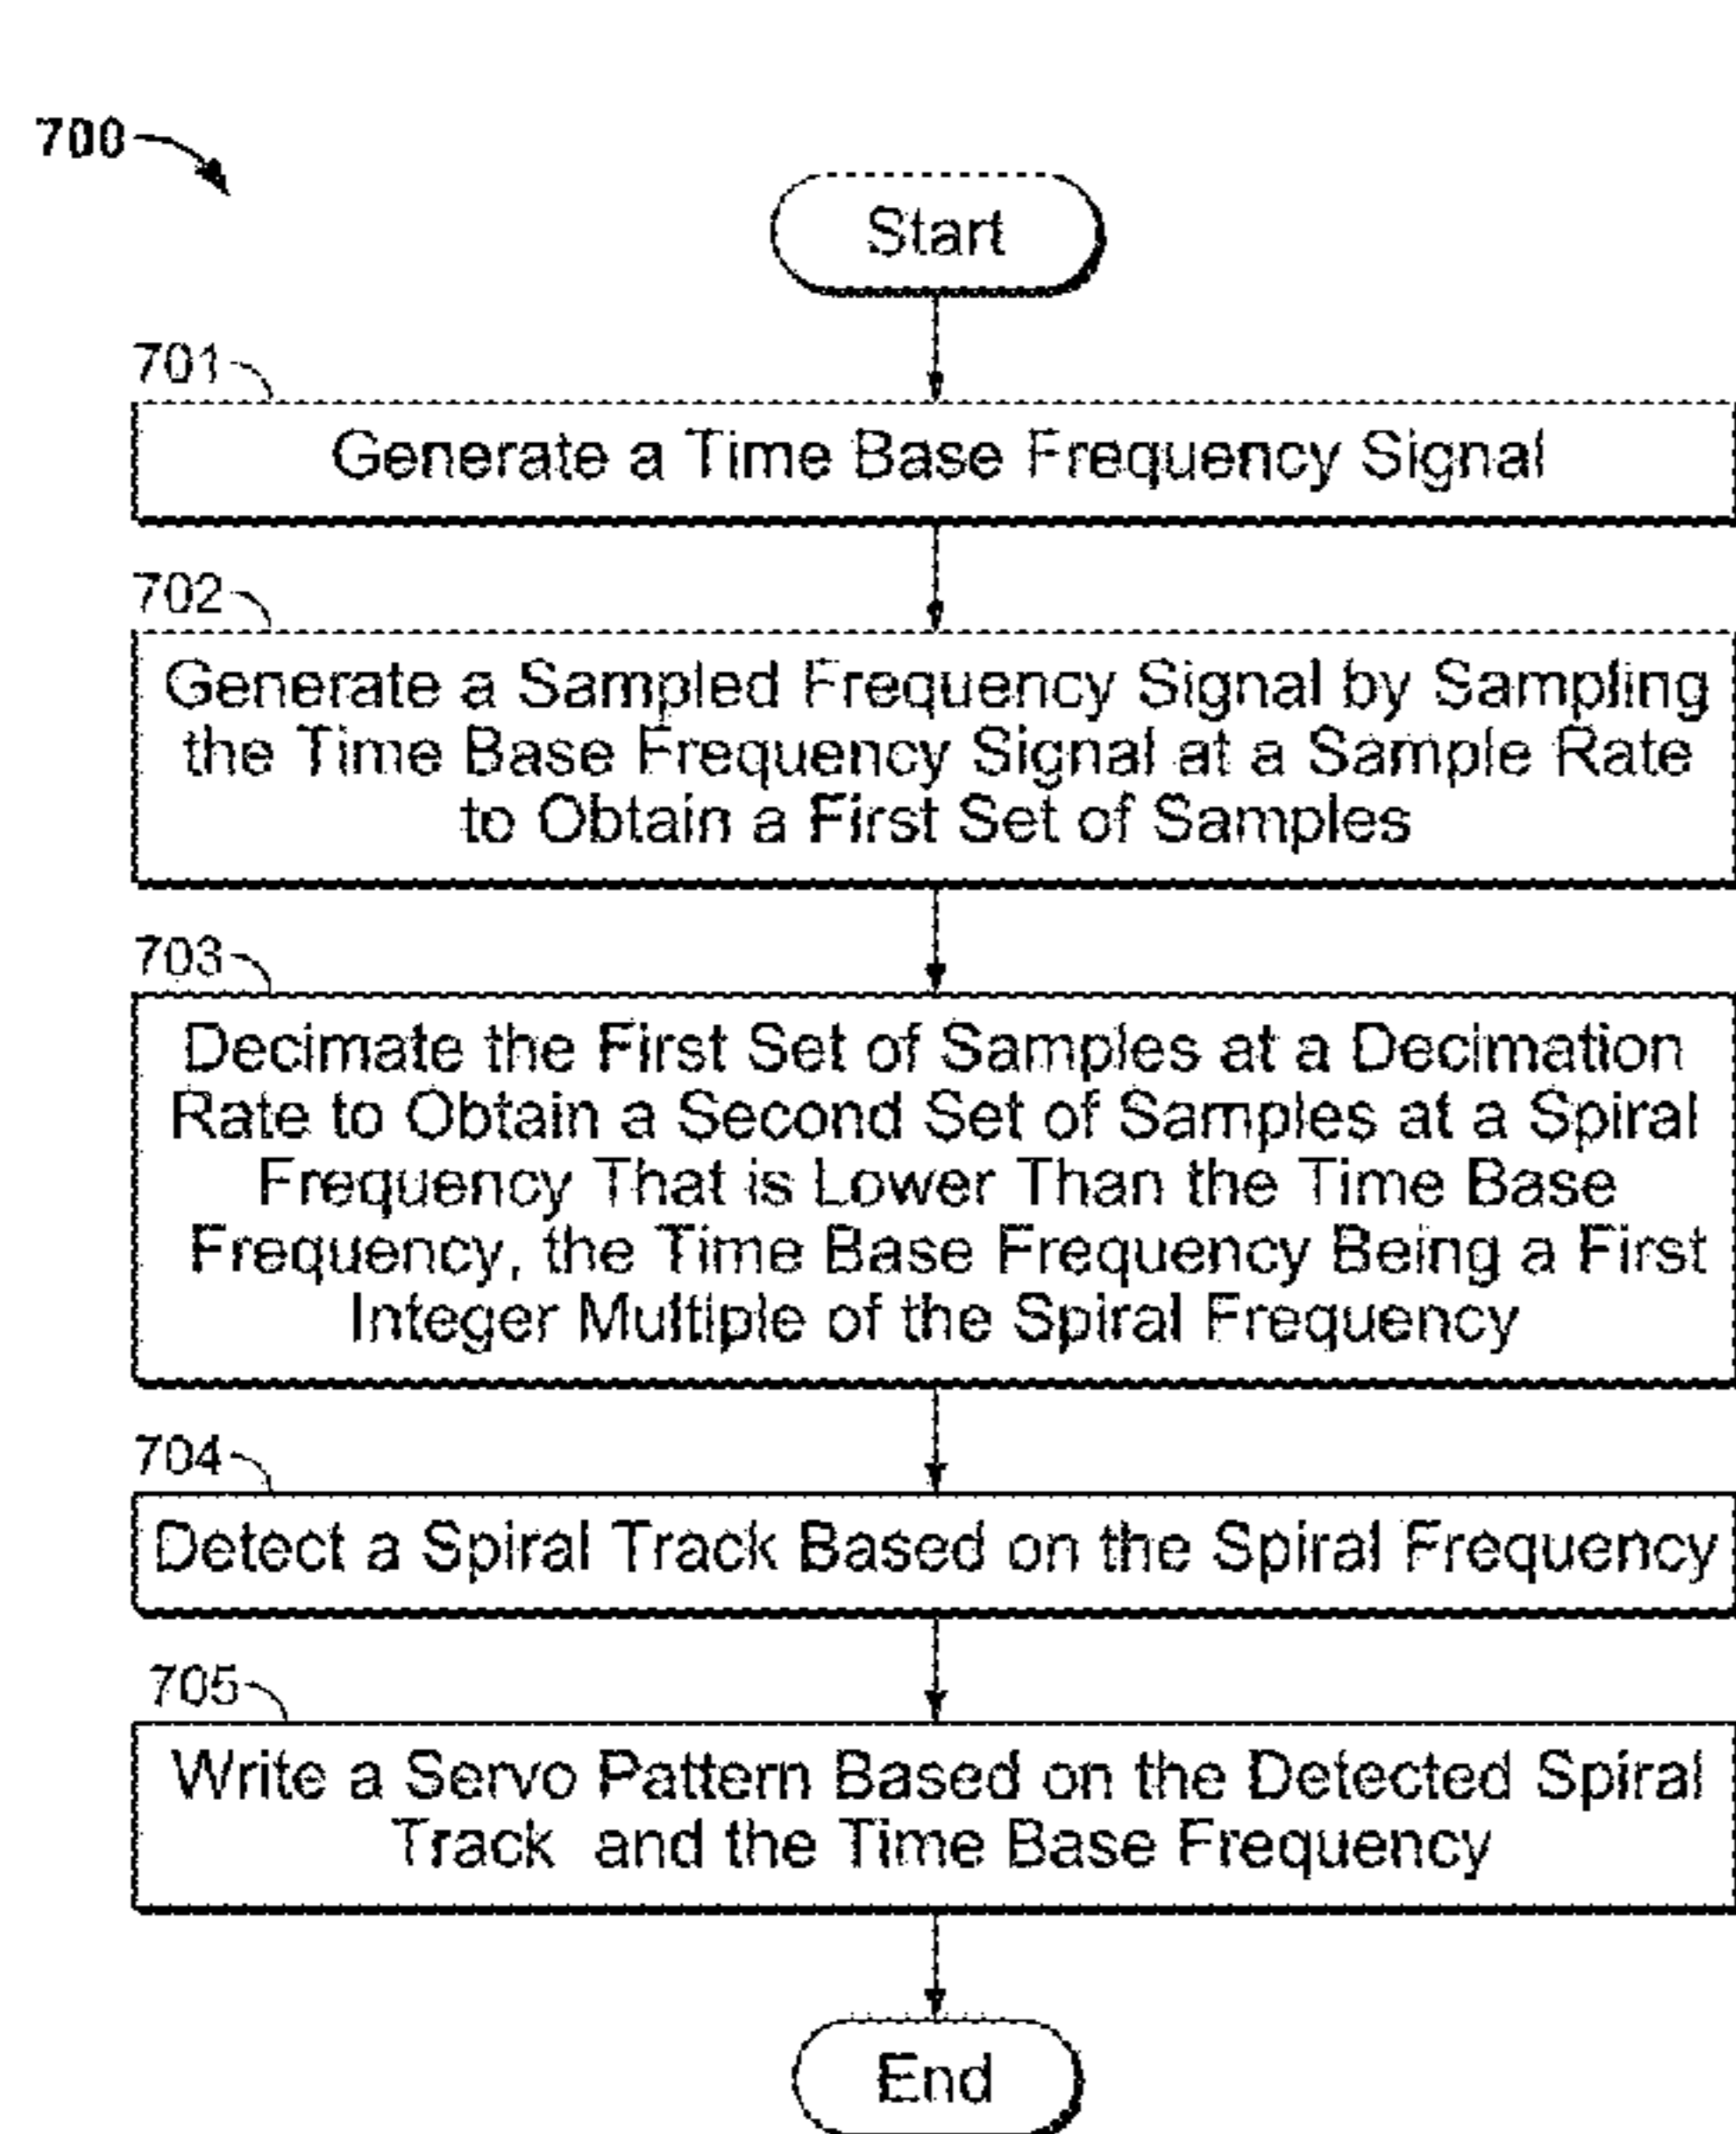 700
Start
701
Generate a Time Base Frequency Signal
702
Generate a Sampled Frequency Signal by Sampling
the Time Base Frequency Signal at a Sample Rate
to Obtain a First Set of Samples
703
Decimate the First Set of Samples at a Decimation
Rate to Obtain a Second Set of Samples at a Spiral
Frequency That is Lower Than the Time Base
Frequency, the Time Base Frequency Being a First
Integer Multiple of the Spiral Frequency
704
Detect a Spiral Track Based on the Spiral Frequency
705
Write a Servo Pattern Based on the Detected Spiral
Track and the Time Base Frequency
End